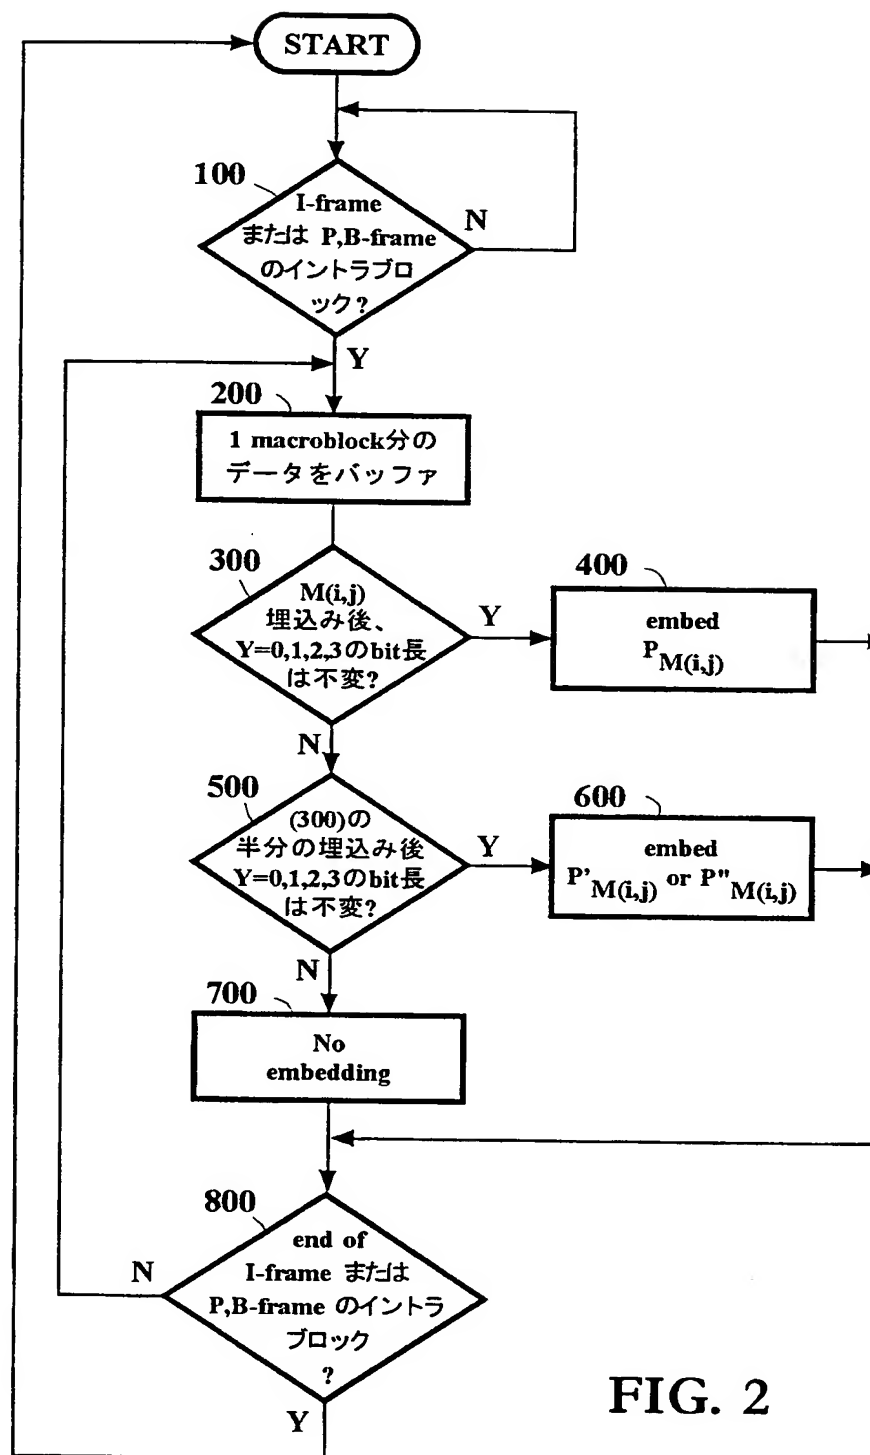 START
100
I-frame
または P,B-frame
のイントラブロ
ック?
N
Y
200
1 macroblock分の
データをバッファ
300
M(i,j)
埋込み後、
Y=0,1,2,3のbit長
は不変?
Y
400
embed
P_M(i,j)
N
500
(300)の
半分の埋込み後
Y=0,1,2,3のbit長
は不変?
Y
600
embed
P'_M(i,j) or P"_M(i,j)
N
700
No
embedding
800
end of
I-frame または
P,B-frame のイントラ
ブロック
?
N
Y
FIG. 2